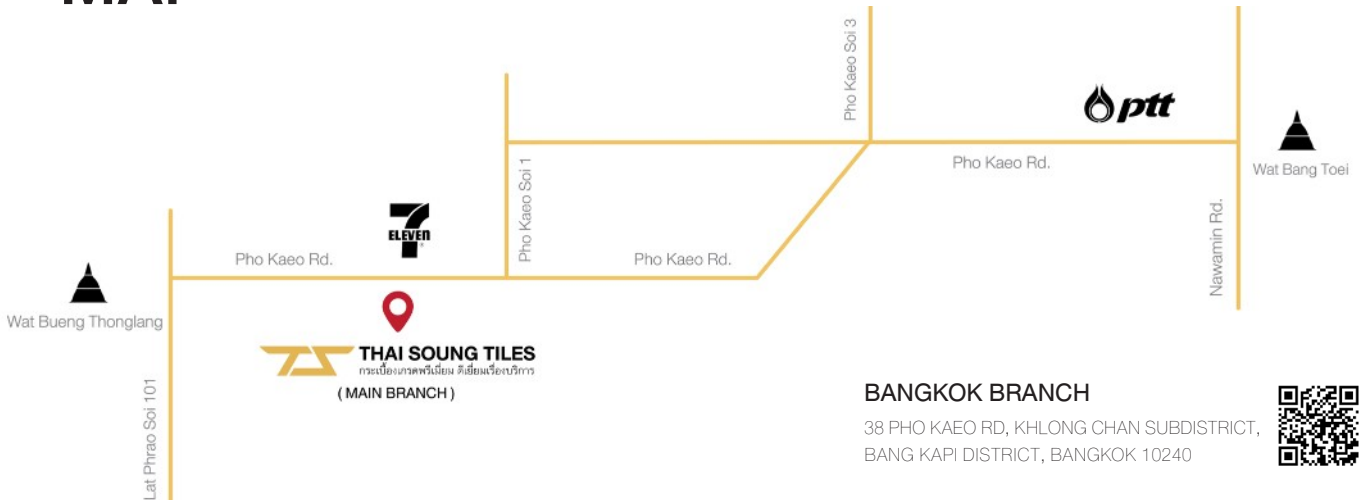 MAP
Pho Kaeo Soi 3
ptt
Pho Kaeo Rd.
Wat Bang Toei
Pho Kaeo Soi 1
7
ELEVEN
Pho Kaeo Rd.
Pho Kaeo Rd.
Nawamin Rd.
Wat Bueng Thonglang
THAI SOUNG TILES
กระเบื้องเกรดพรีเมี่ยม ดีเยี่ยมเรื่องบริการ
( MAIN BRANCH )
Lat Phrao Soi 101
BANGKOK BRANCH
38 PHO KAEO RD, KHLONG CHAN SUBDISTRICT,
BANG KAPI DISTRICT, BANGKOK 10240